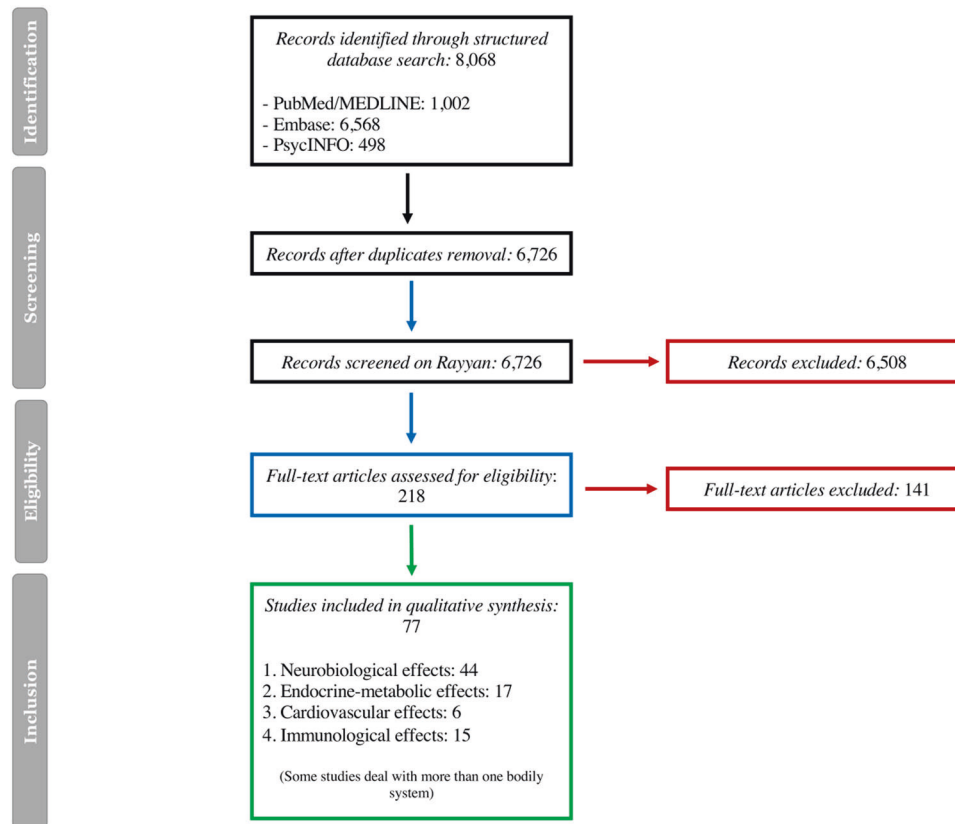 Identification
Records identified through structured
database search: 8,068
- PubMed/MEDLINE: 1,002
- Embase: 6,568
- PsycINFO: 498
Screening
Records after duplicates removal: 6,726
Records screened on Rayyan: 6,726
Records excluded: 6,508
Eligibility
Full-text articles assessed for eligibility:
218
Full-text articles excluded: 141
Inclusion
Studies included in qualitative synthesis:
77
1. Neurobiological effects: 44
2. Endocrine-metabolic effects: 17
3. Cardiovascular effects: 6
4. Immunological effects: 15
(Some studies deal with more than one bodily
system)